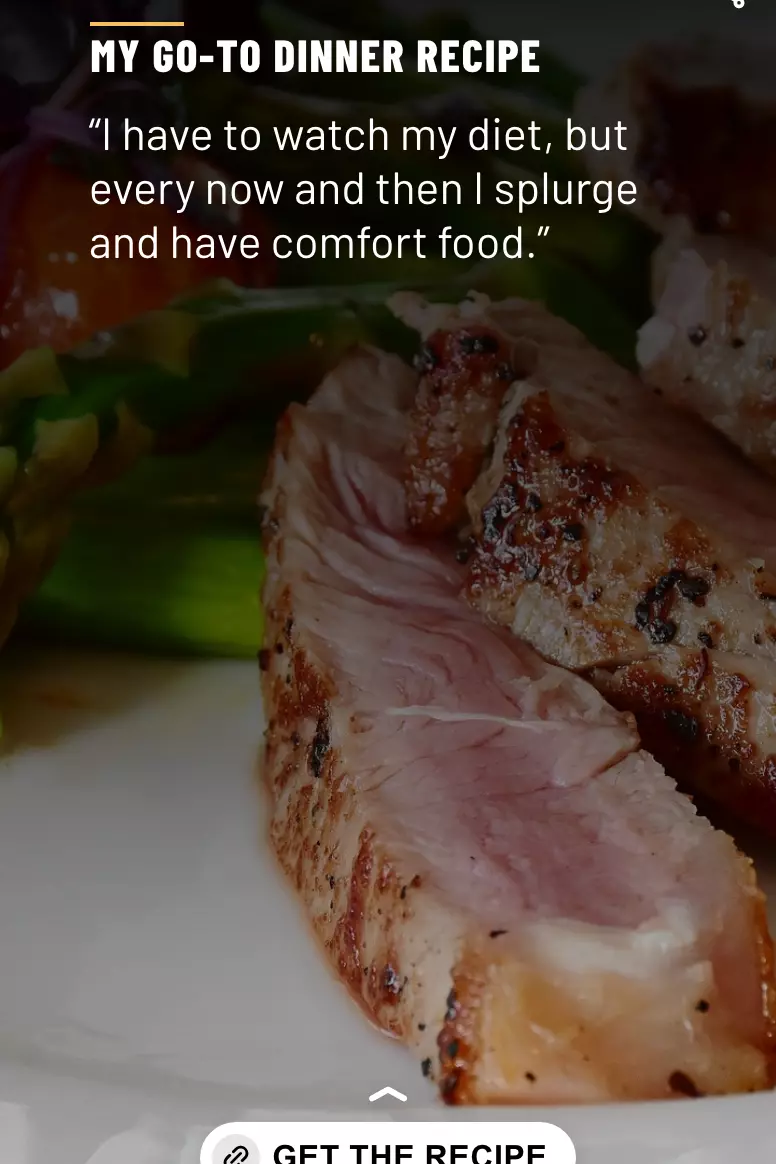 MY GO-TO DINNER RECIPE
“I have to watch my diet, but
every now and then I splurge
and have comfort food.”
GET THE RECIPE